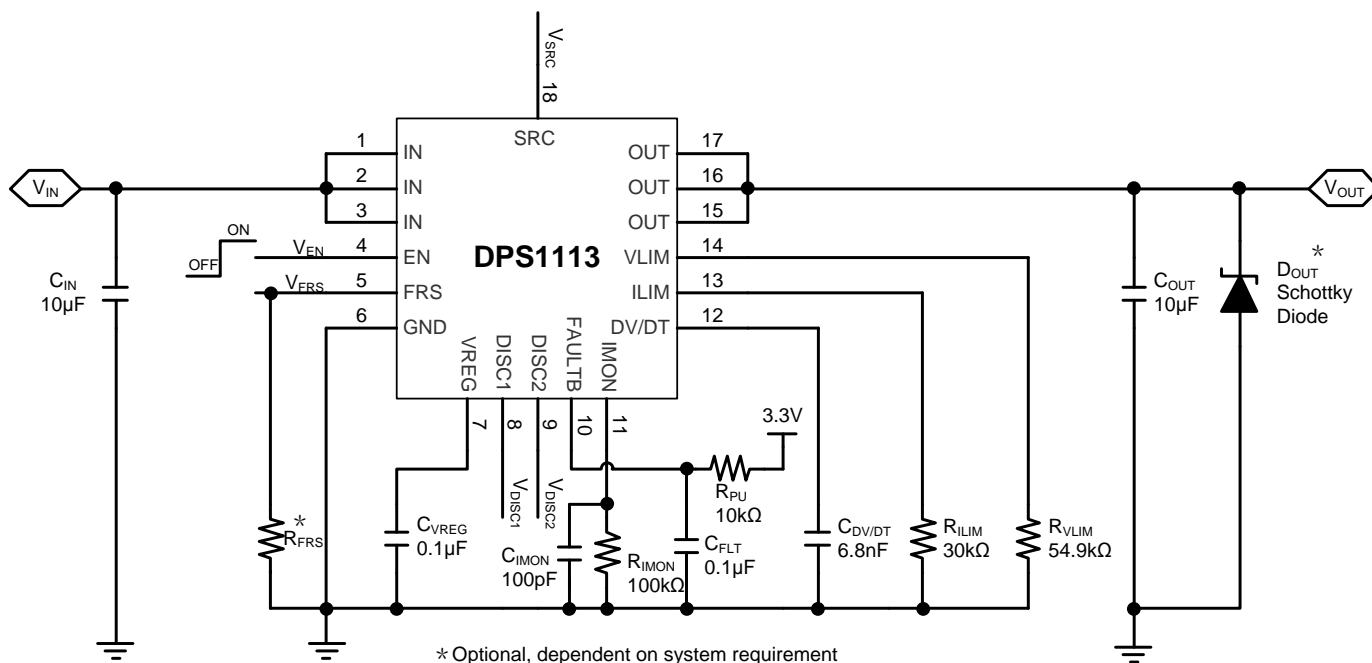 VSRC
18
SRC
1
IN
2
IN
3
IN
4
EN
5
FRS
6
GND
17
OUT
16
OUT
15
OUT
14
VLIM
13
ILIM
12
DV/DT
DPS1113
VIN
VOUT
ON
OFF
VEN
VFRS
CIN
10µF
VREG
DISC1
DISC2
FAULTB
IMON
7
8
9
10
11
VDISC1
VDISC2
3.3V
RPU
10kΩ
*
RFRS
CVREG
0.1µF
CIMON
100pF
RIMON
100kΩ
CFLT
0.1µF
CDV/DT
6.8nF
RILIM
30kΩ
RVLIM
54.9kΩ
COUT
10µF
*
DOUT
Schottky
Diode
* Optional, dependent on system requirement